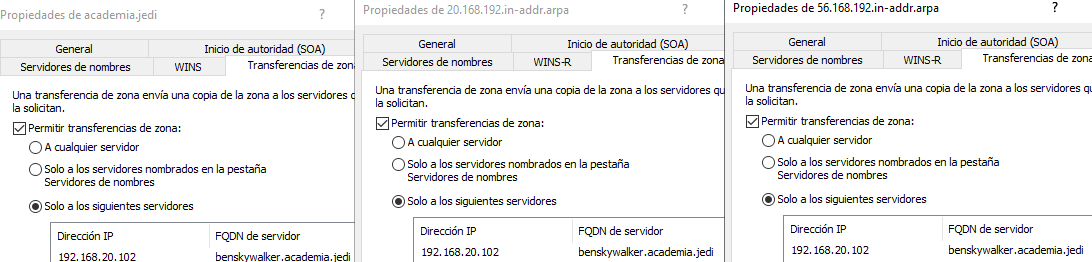 Propiedades de academia.jedi ?
General Inicio de autoridad (SOA)
Servidores de nombres WINS Transferencias de zona
Una transferencia de zona envía una copia de la zona a los servidores
la solicitan.
Permitir transferencias de zona:
A cualquier servidor
Solo a los servidores nombrados en la pestaña
Servidores de nombres
Solo a los siguientes servidores
Dirección IP FQDN de servidor
192.168.20.102 benskywalker.academia.jedi
Propiedades de 20.168.192.in-addr.arpa ?
General Inicio de autoridad (SOA)
Servidores de nombres WINS-R Transferencias de zona
Una transferencia de zona envía una copia de la zona a los servidores qu
la solicitan.
Permitir transferencias de zona:
A cualquier servidor
Solo a los servidores nombrados en la pestaña
Servidores de nombres
Solo a los siguientes servidores
Dirección IP FQDN de servidor
192.168.20.102 benskywalker.academia.jedi
Propiedades de 56.168.192.in-addr.arpa ?
General Inicio de autoridad (SOA)
Servidores de nombres WINS-R Transferencias de zona
Una transferencia de zona envía una copia de la zona a los servidores qu
la solicitan.
Permitir transferencias de zona:
A cualquier servidor
Solo a los servidores nombrados en la pestaña
Servidores de nombres
Solo a los siguientes servidores
Dirección IP FQDN de servidor
192.168.20.102 benskywalker.academia.jedi